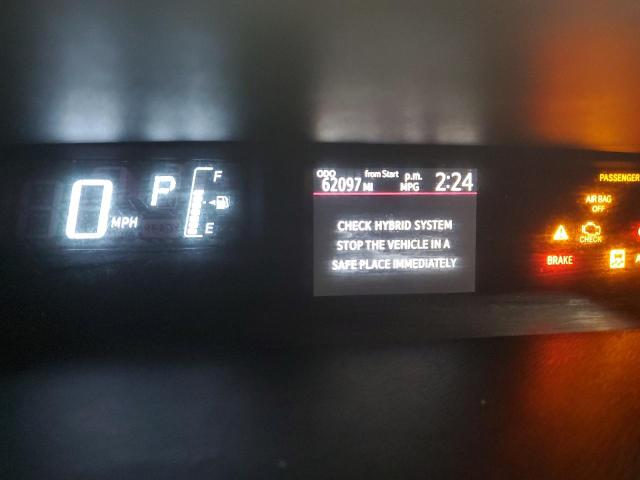 0 MPH
P
F
E
ODO 62097 MI
from Start
p.m. 2:24
MPG
CHECK HYBRID SYSTEM
STOP THE VEHICLE IN A
SAFE PLACE IMMEDIATELY
PASSENGER
AIR BAG
OFF
CHECK
BRAKE